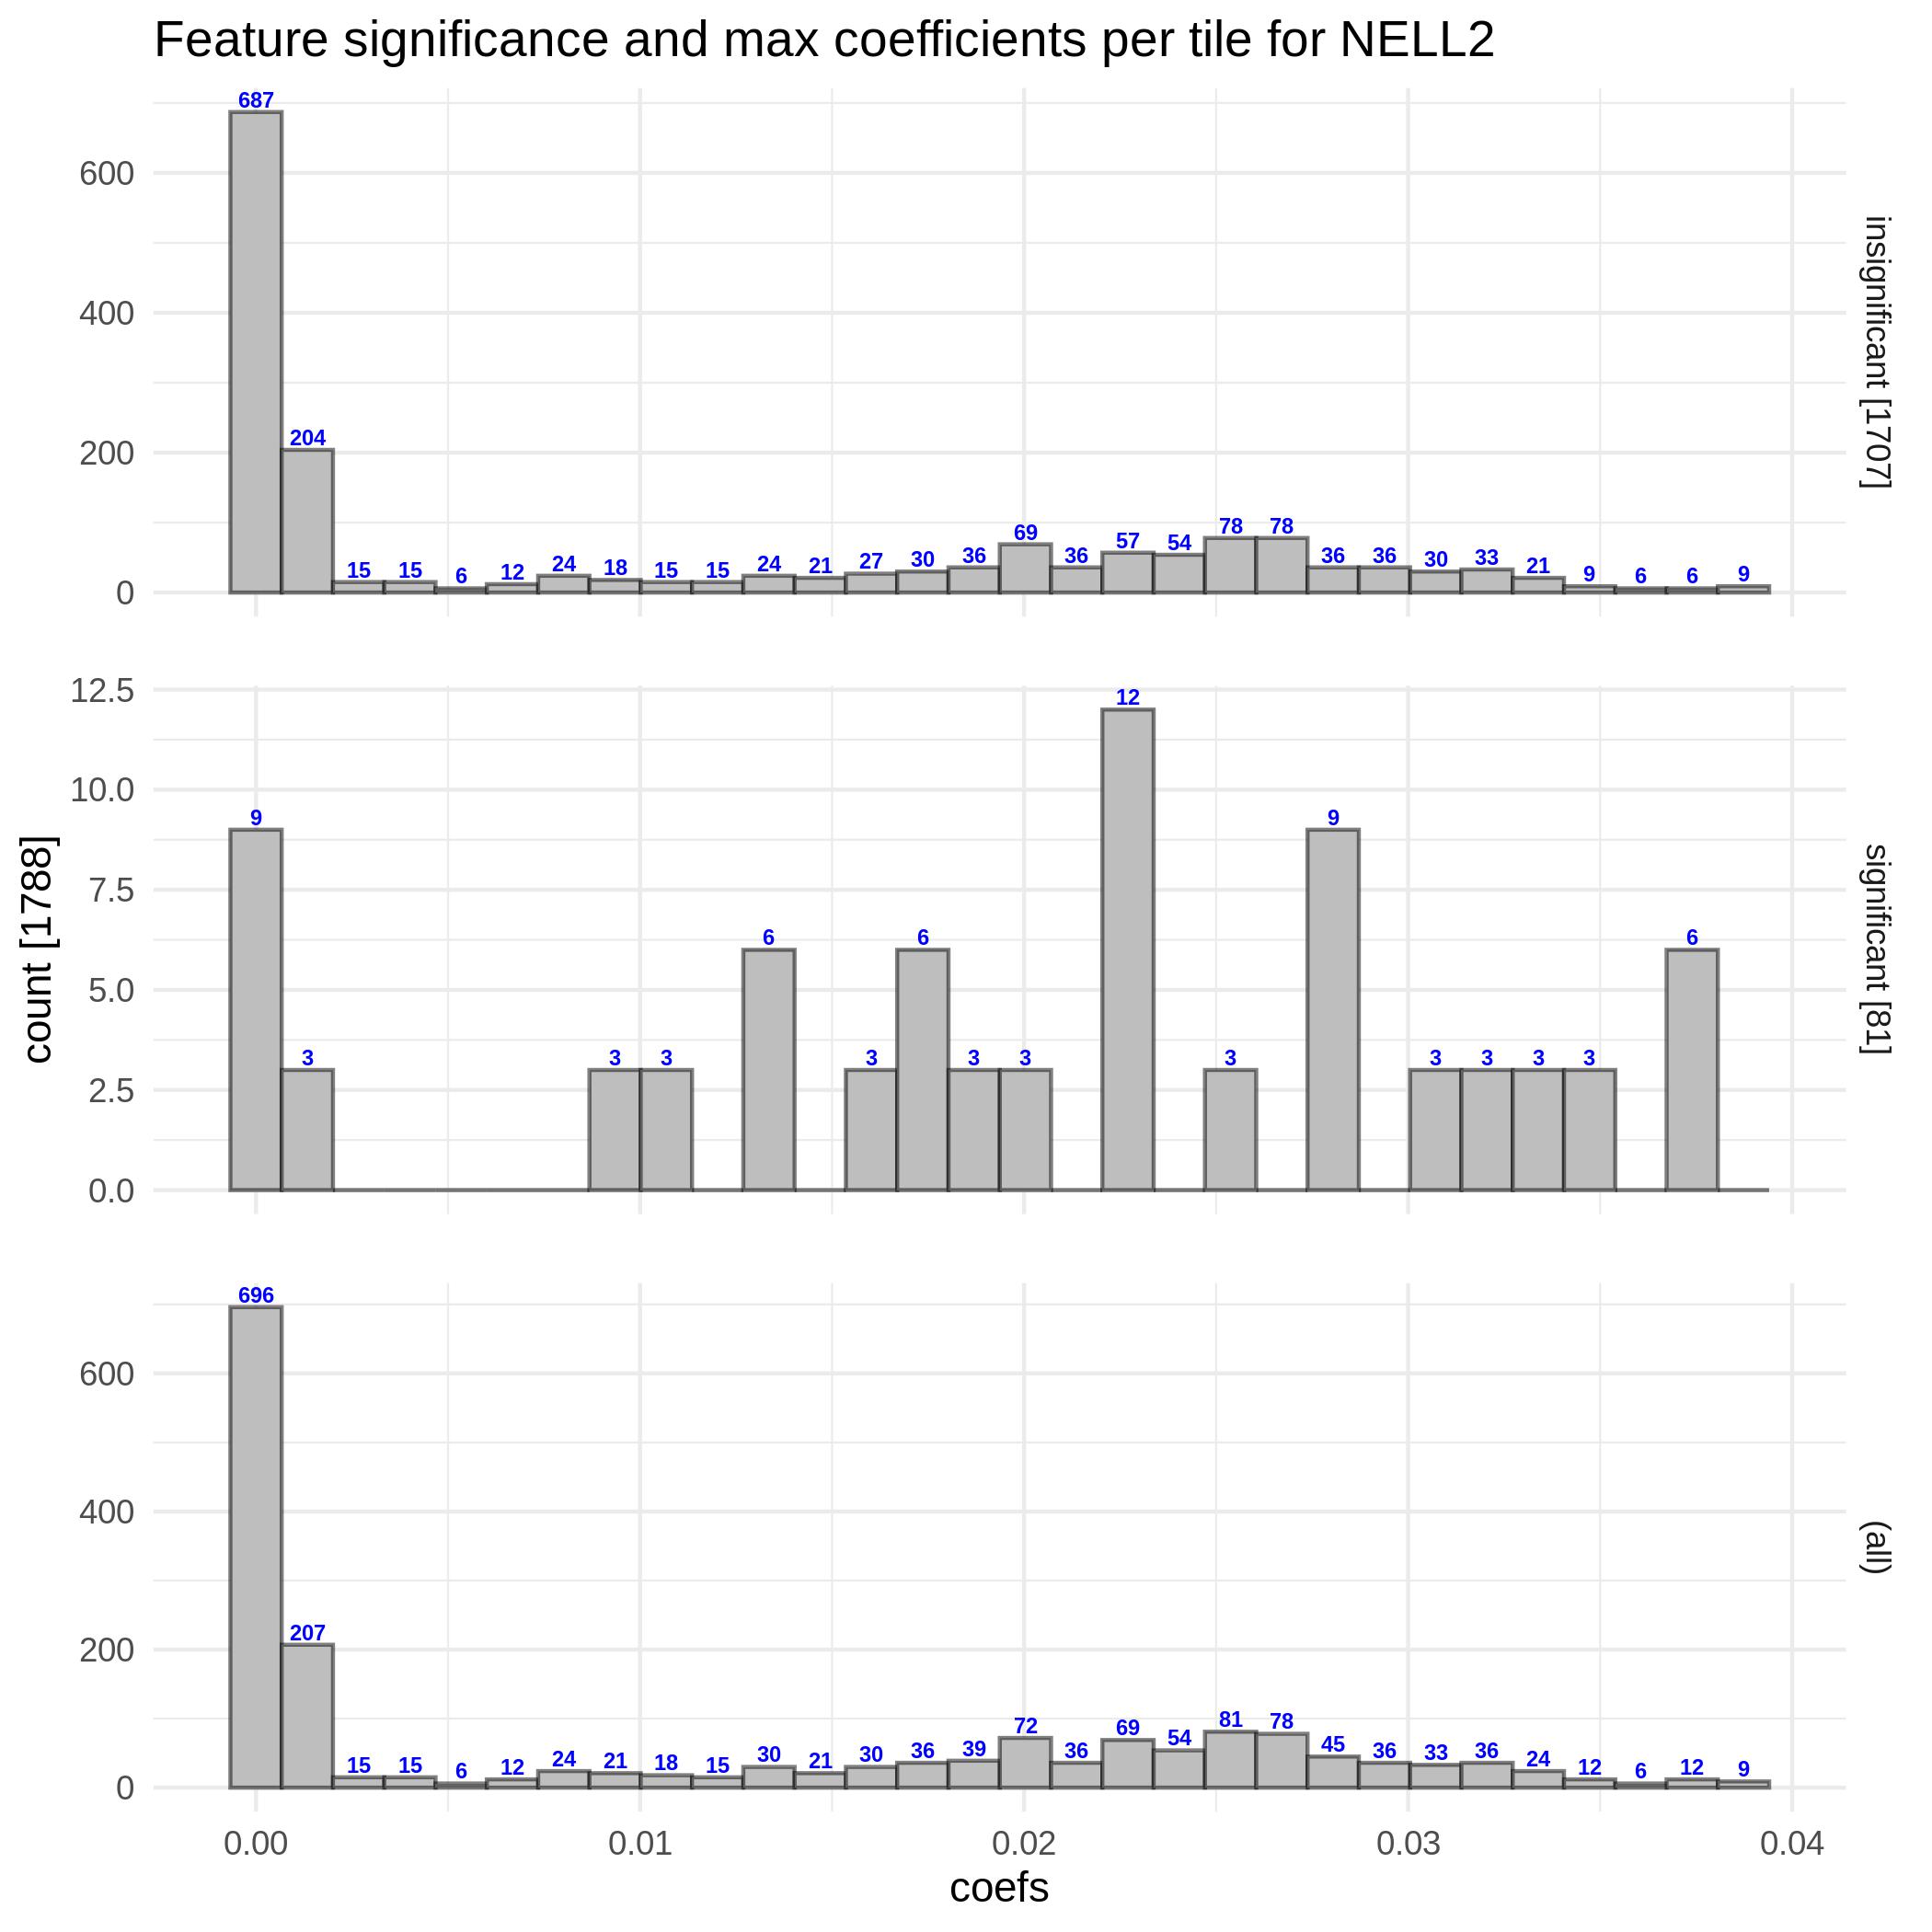 Feature significance and max coefficients per tile for NELL2
687
204
15 15 6 12 24 18 15 15 24 21 27 30 36 69 36 57 54 78 78 36 36 30 33 21 9 6 6 9
600
400
200
0
insignificant [1707]
12.5
10.0
7.5
5.0
2.5
0.0
9 3 3 3 6 3 6 3 3 12 3 9 3 3 3 3 6
count [1788]
significant [81]
696
207
15 15 6 12 24 21 18 15 30 21 30 36 39 72 36 69 54 81 78 45 36 33 36 24 12 6 12 9
600
400
200
0
(all)
0.00 0.01 0.02 0.03 0.04
coefs